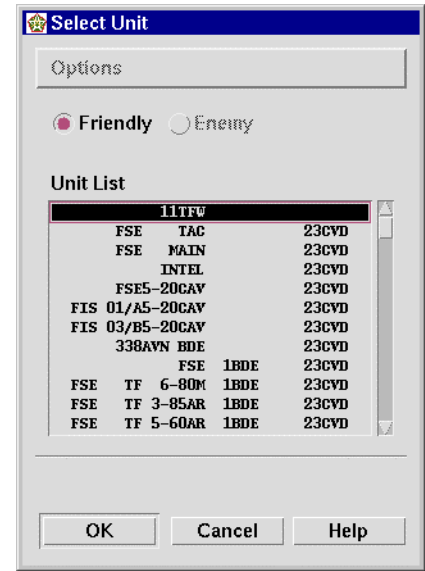 Select Unit
Options
Friendly Enemy
Unit List
11TFW
FSE TAC 23CVD
FSE MAIN 23CVD
INTEL 23CVD
FSE5-20CAV 23CVD
FIS 01/A5-20CAV 23CVD
FIS 03/B5-20CAV 23CVD
338AVN BDE 23CVD
FSE 1BDE 23CVD
FSE TF 6-80M 1BDE 23CVD
FSE TF 3-85AR 1BDE 23CVD
FSE TF 5-60AR 1BDE 23CVD
OK Cancel Help